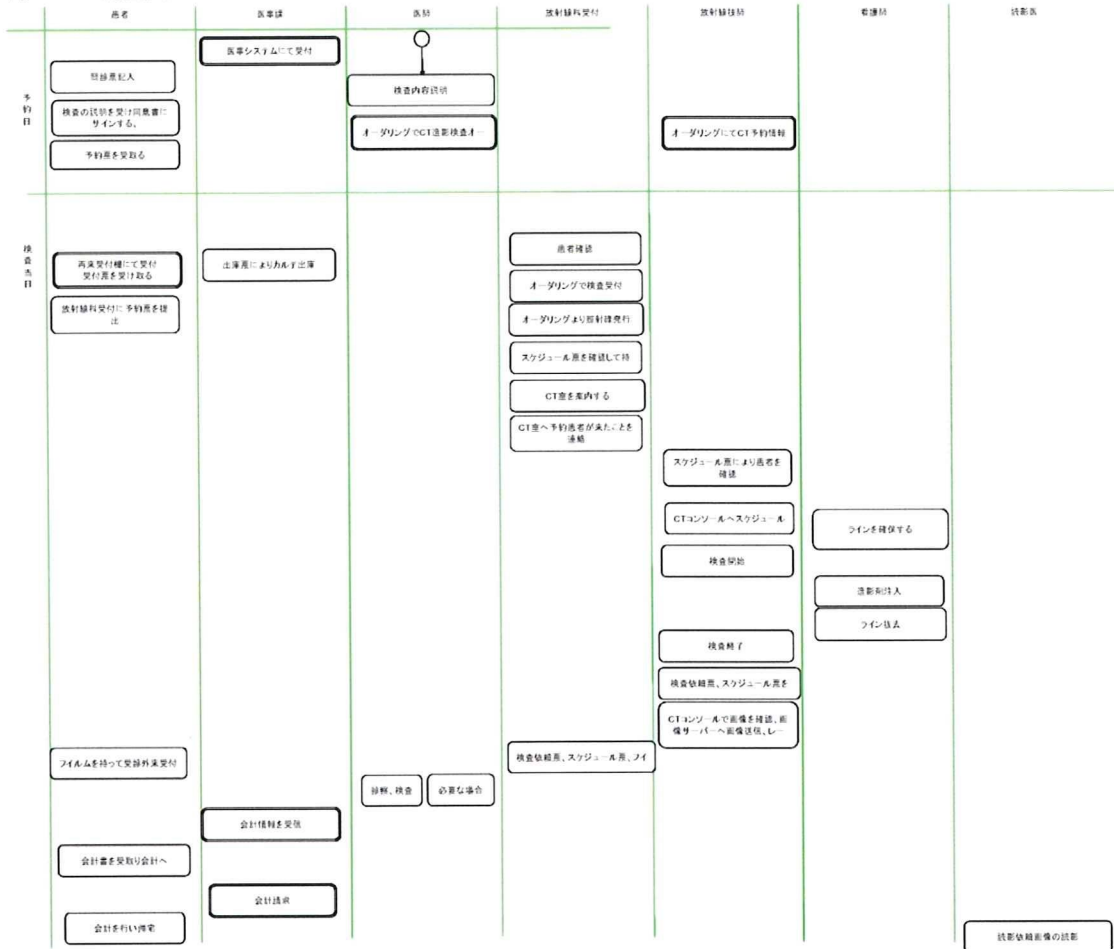 患者
医事課
医師
放射線科受付
放射線技師
看護師
読影医
予約日
医事システムにて受付
問診票記入
検査の説明を受け同意書に
サインする。
予約票を受取る
検査内容説明
オーダリングでCT造影検査オー
オーダリングにてCT予約情報
検査当日
再来受付機にて受付
受付票を受け取る
放射線科受付に予約票を提
出
出庫票によりカルテ出庫
患者確認
オーダリングで検査受付
オーダリングより照射録発行
スケジュール票を確認して待
CT室を案内する
CT室へ予約患者が来たことを
連絡
スケジュール票により患者を
確認
CTコンソールへスケジュール
ラインを確保する
検査開始
造影剤注入
ライン抜去
検査終了
検査依頼票、スケジュール票を
CTコンソールで画像を確認、画
像サーバーへ画像送信、レー
検査依頼票、スケジュール票、フイ
フイルムを持って受診外来受付
診察、検査
必要な場合
会計情報を受信
会計書を受取り会計へ
会計請求
会計を行い帰宅
読影依頼画像の読影